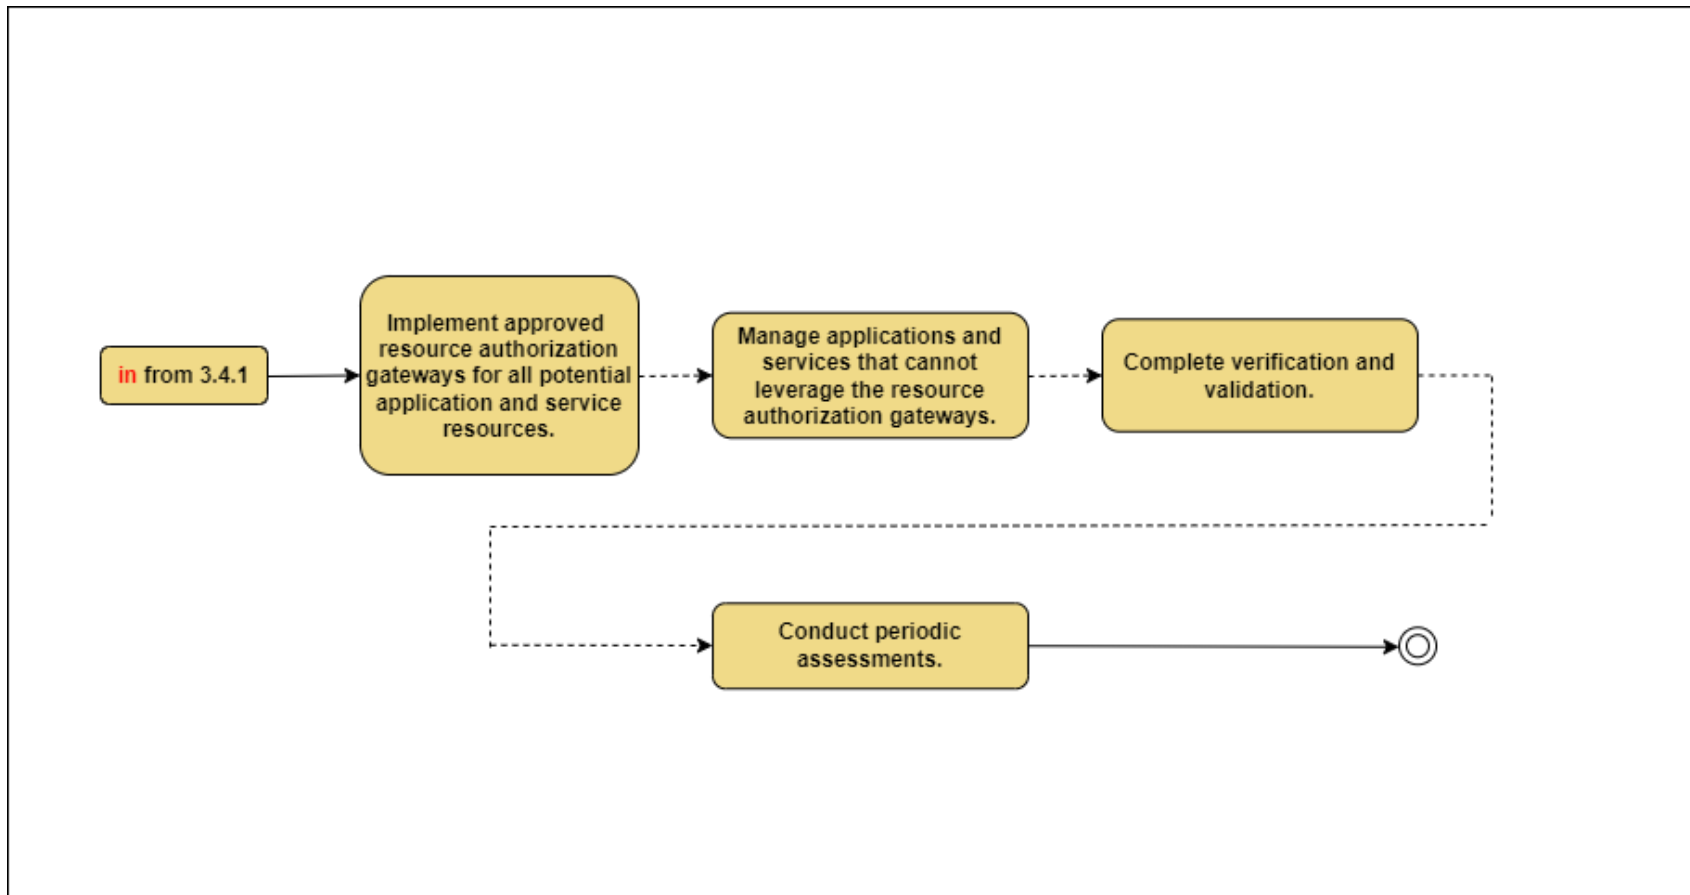 in from 3.4.1
Implement approved
resource authorization
gateways for all potential
application and service
resources.
Manage applications and
services that cannot
leverage the resource
authorization gateways.
Complete verification and
validation.
Conduct periodic
assessments.